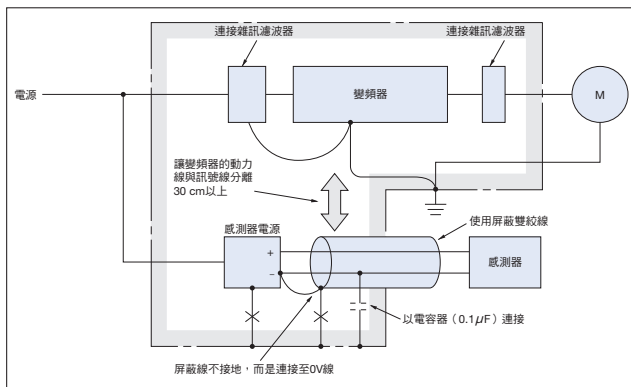 連接雜訊濾波器
連接雜訊濾波器
電源
變頻器
M
讓變頻器的動力
線與訊號線分離
30 cm以上
使用屏蔽雙絞線
感測器電源
+
−
感測器
以電容器（0.1μF）連接
屏蔽線不接地，而是連接至0V線